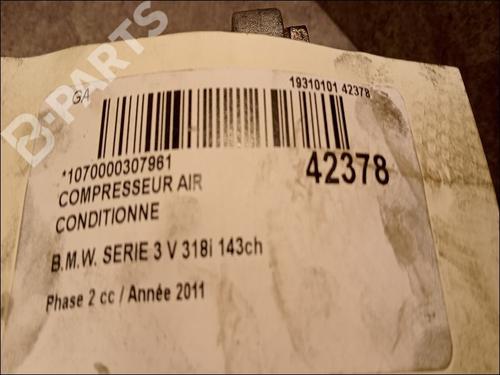 B-PARTS
GA
19310101 42378
*1070000307961
42378
COMPRESSEUR AIR
CONDITIONNE
B.M.W. SERIE 3 V 318i 143ch
Phase 2 cc / Année 2011